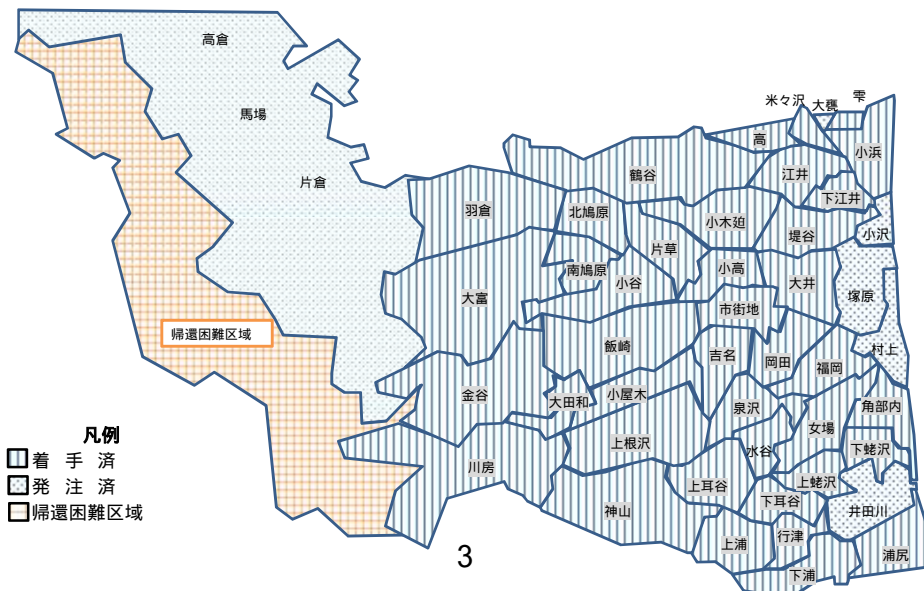 高倉
馬場
片倉
米々沢
大甕
雫
高
小浜
鶴谷
江井
下江井
羽倉
北鳩原
小木廹
小沢
片草
堤谷
南鳩原
小谷
小高
大井
大富
市街地
塚原
帰還困難区域
飯崎
吉名
岡田
福岡
村上
金谷
大田和
小屋木
泉沢
角部内
女場
上根沢
水谷
下蛯沢
川房
上耳谷
上蛯沢
下耳谷
神山
井田川
上浦
行津
浦尻
下浦
凡例
着 手 済
発 注 済
帰還困難区域
3